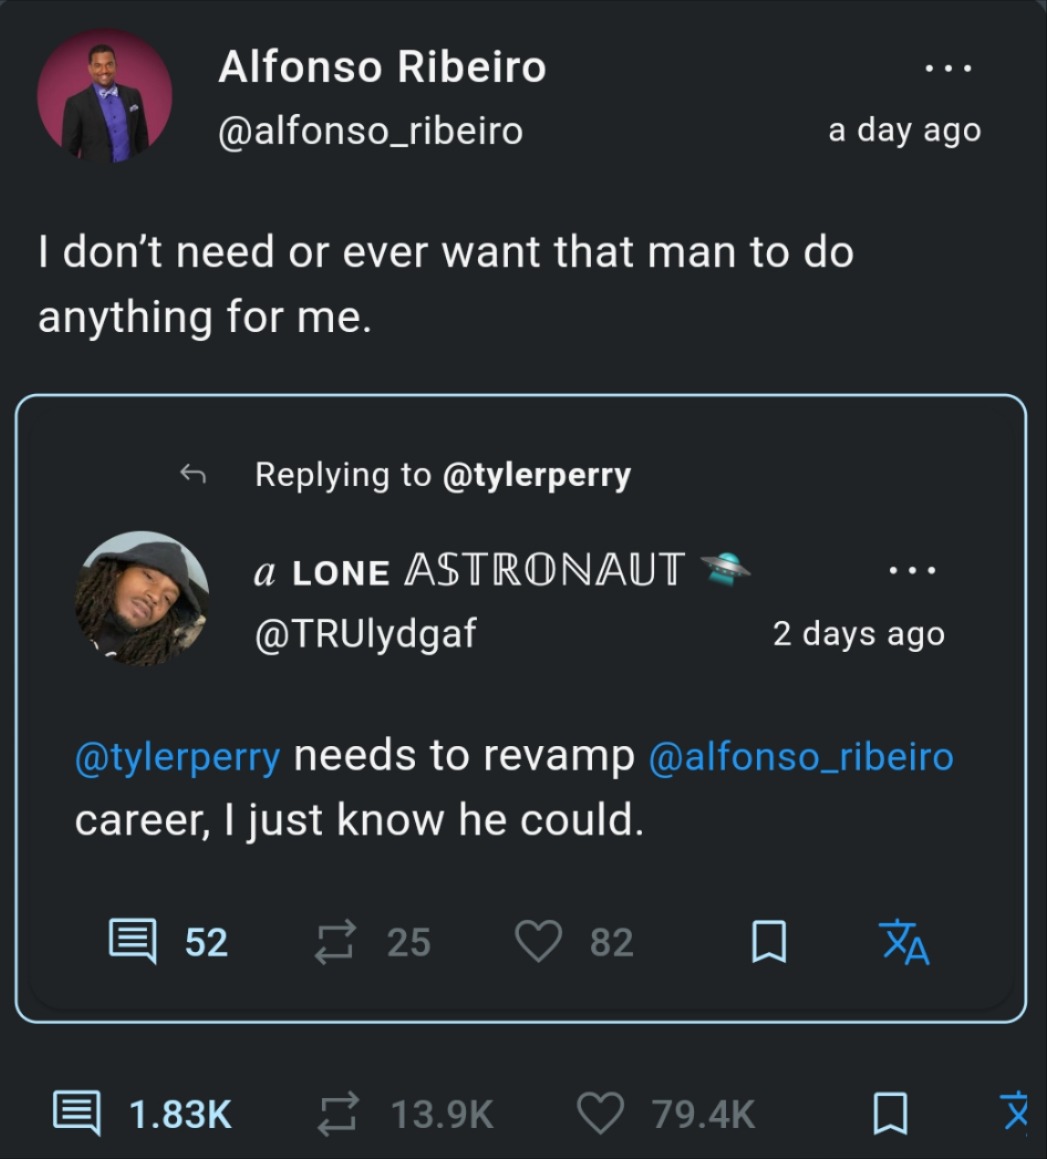 Alfonso Ribeiro
@alfonso_ribeiro
a day ago
I don’t need or ever want that man to do
anything for me.
Replying to @tylerperry
𝑎 ʟᴏɴᴇ 𝔸𝕊𝕋ℝ𝕆ℕ𝔸𝕌𝕋 🛸
@TRUlydgaf
2 days ago
@tylerperry needs to revamp @alfonso_ribeiro
career, I just know he could.
52 25 82
1.83K 13.9K 79.4K